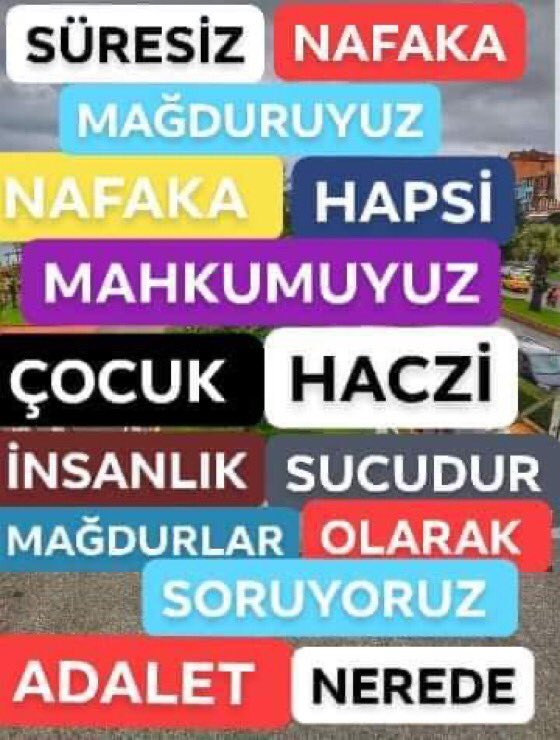 SÜRESİZ NAFAKA
MAĞDURUYUZ
NAFAKA HAPSİ
MAHKUMUYUZ
ÇOCUK HACZİ
İNSANLIK SUCUDUR
MAĞDURLAR OLARAK
SORUYORUZ
ADALET NEREDE